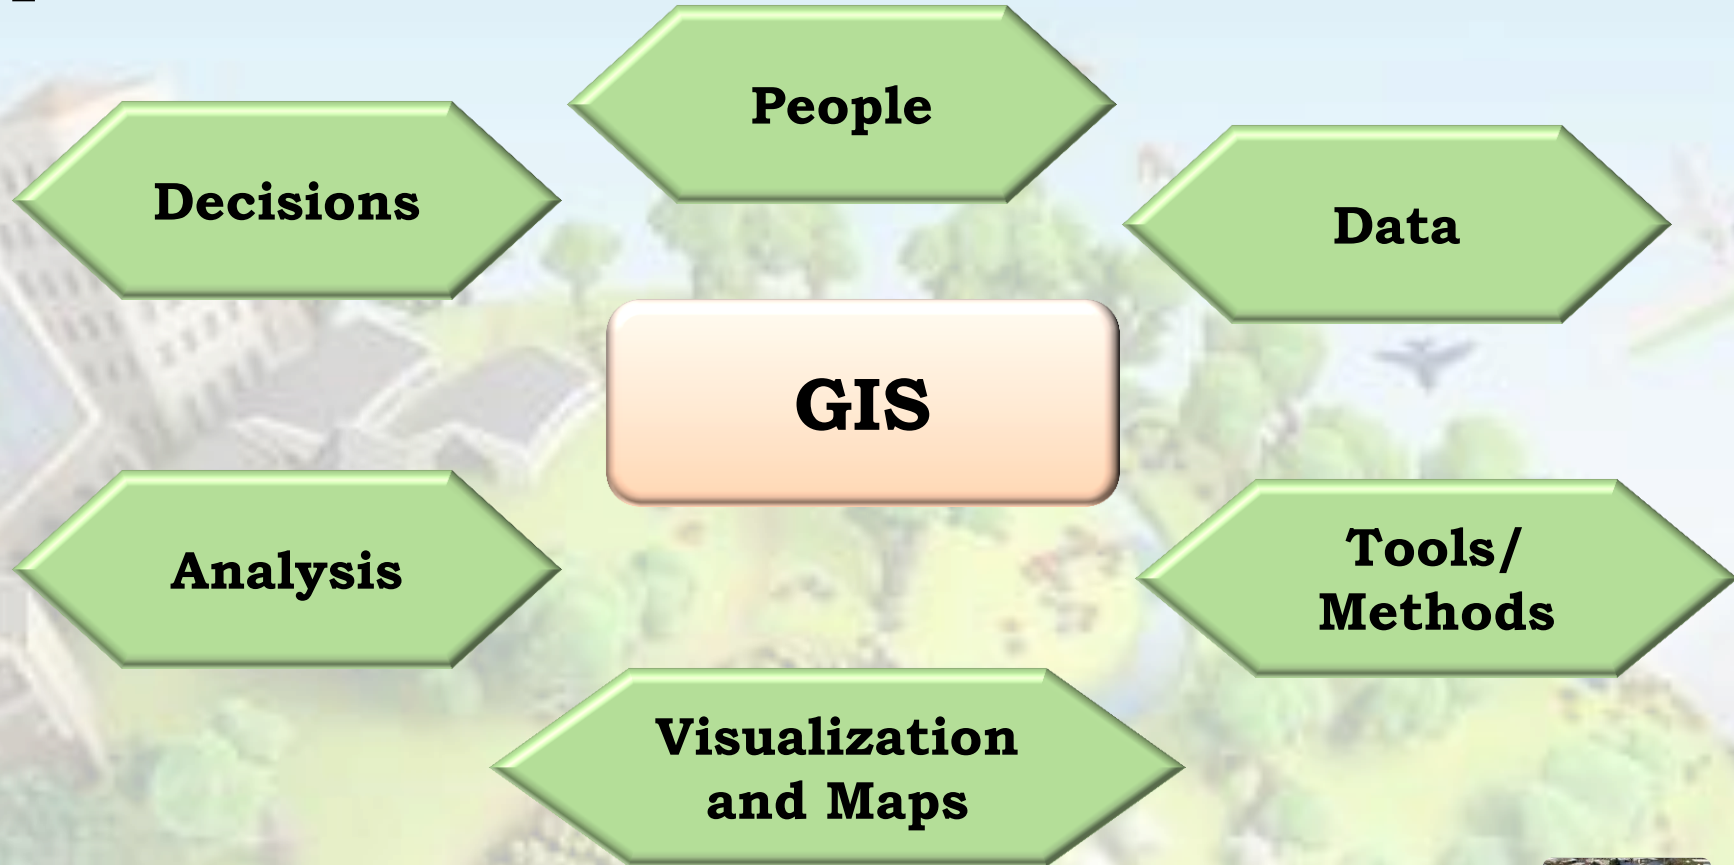 People
Decisions
Data
GIS
Analysis
Tools/
Methods
Visualization
and Maps